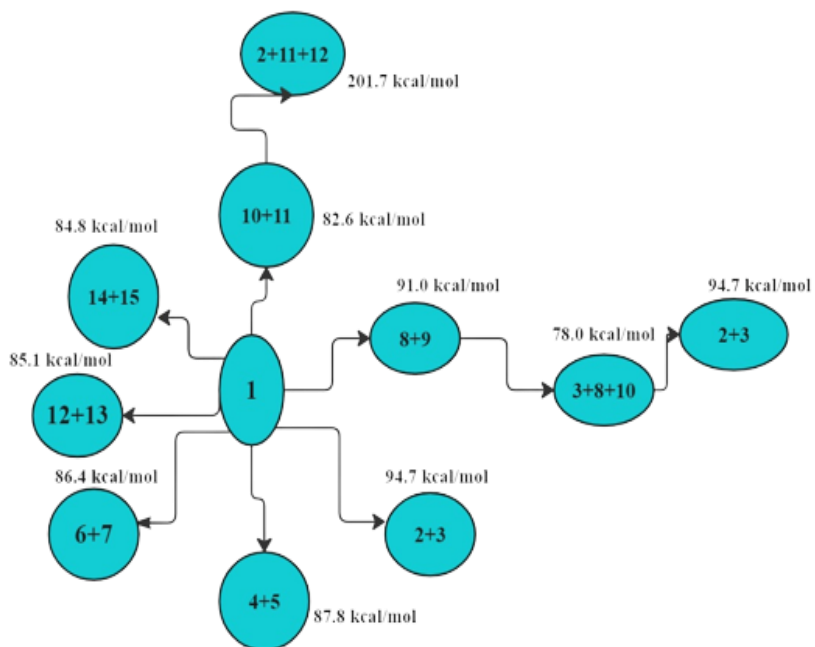 2+11+12
201.7 kcal/mol
10+11
82.6 kcal/mol
84.8 kcal/mol
14+15
91.0 kcal/mol
8+9
94.7 kcal/mol
2+3
78.0 kcal/mol
3+8+10
85.1 kcal/mol
12+13
1
86.4 kcal/mol
6+7
94.7 kcal/mol
2+3
4+5
87.8 kcal/mol